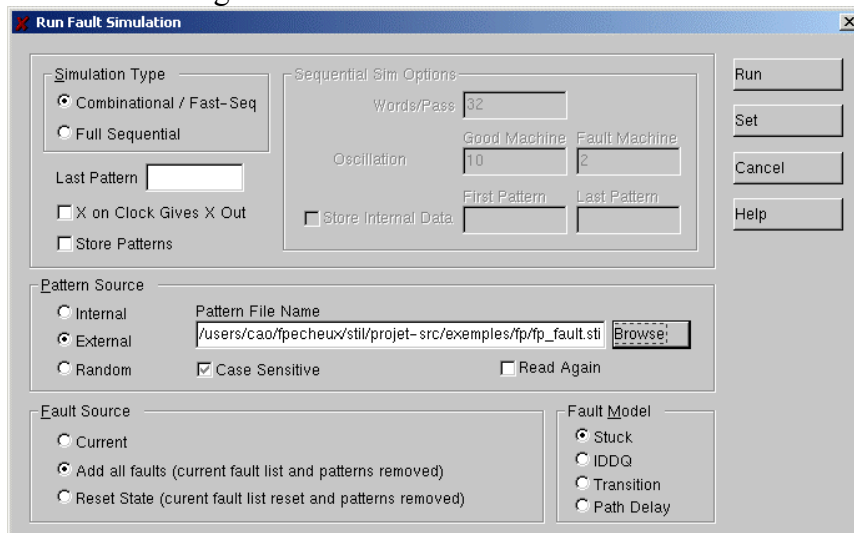 Run Fault Simulation
Simulation Type
Combinational / Fast-Seq
Full Sequential
Last Pattern
X on Clock Gives X Out
Store Patterns
Sequential Sim Options
Words/Pass 32
Good Machine Fault Machine
Oscillation 10 2
First Pattern Last Pattern
Store Internal Data
Run
Set
Cancel
Help
Pattern Source
Internal
External
Random
Pattern File Name
/users/cao/fpecheux/stil/projet-src/exemples/fp/fp_fault.sti Browse
Case Sensitive Read Again
Fault Source
Current
Add all faults (current fault list and patterns removed)
Reset State (curent fault list reset and patterns removed)
Fault Model
Stuck
IDDQ
Transition
Path Delay